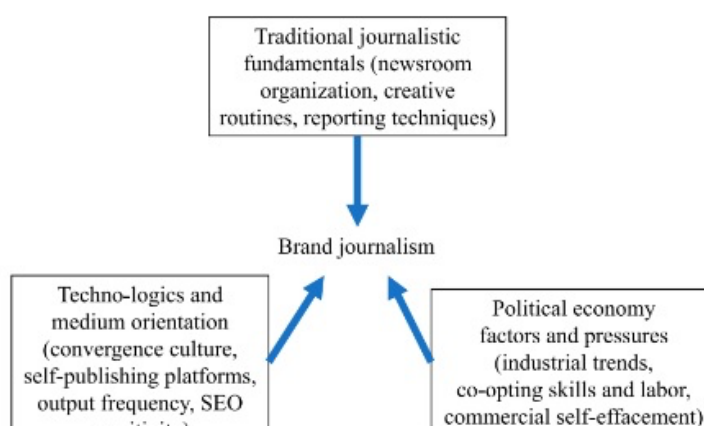 Traditional journalistic
fundamentals (newsroom
organization, creative
routines, reporting techniques)
Brand journalism
Techno-logics and
medium orientation
(convergence culture,
self-publishing platforms,
output frequency, SEO
Political economy
factors and pressures
(industrial trends,
co-opting skills and labor,
commercial self-effacement)